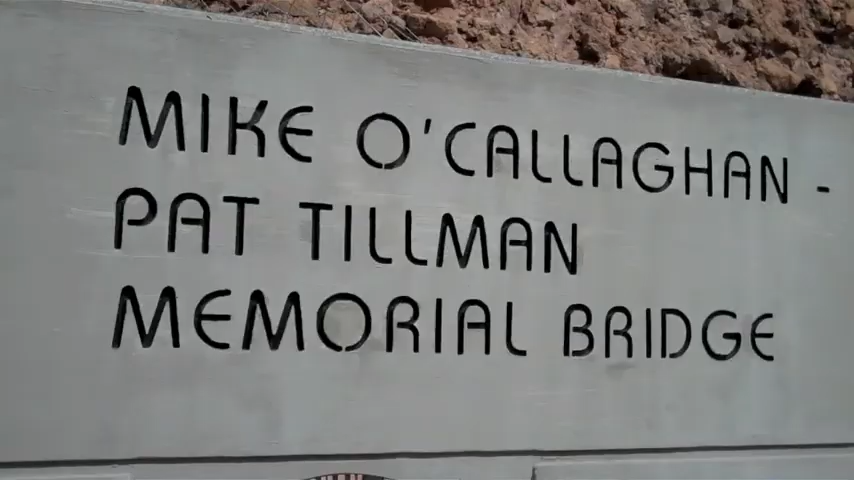 MIKE O'CALLAGHAN -
PAT TILLMAN
MEMORIAL BRIDGE